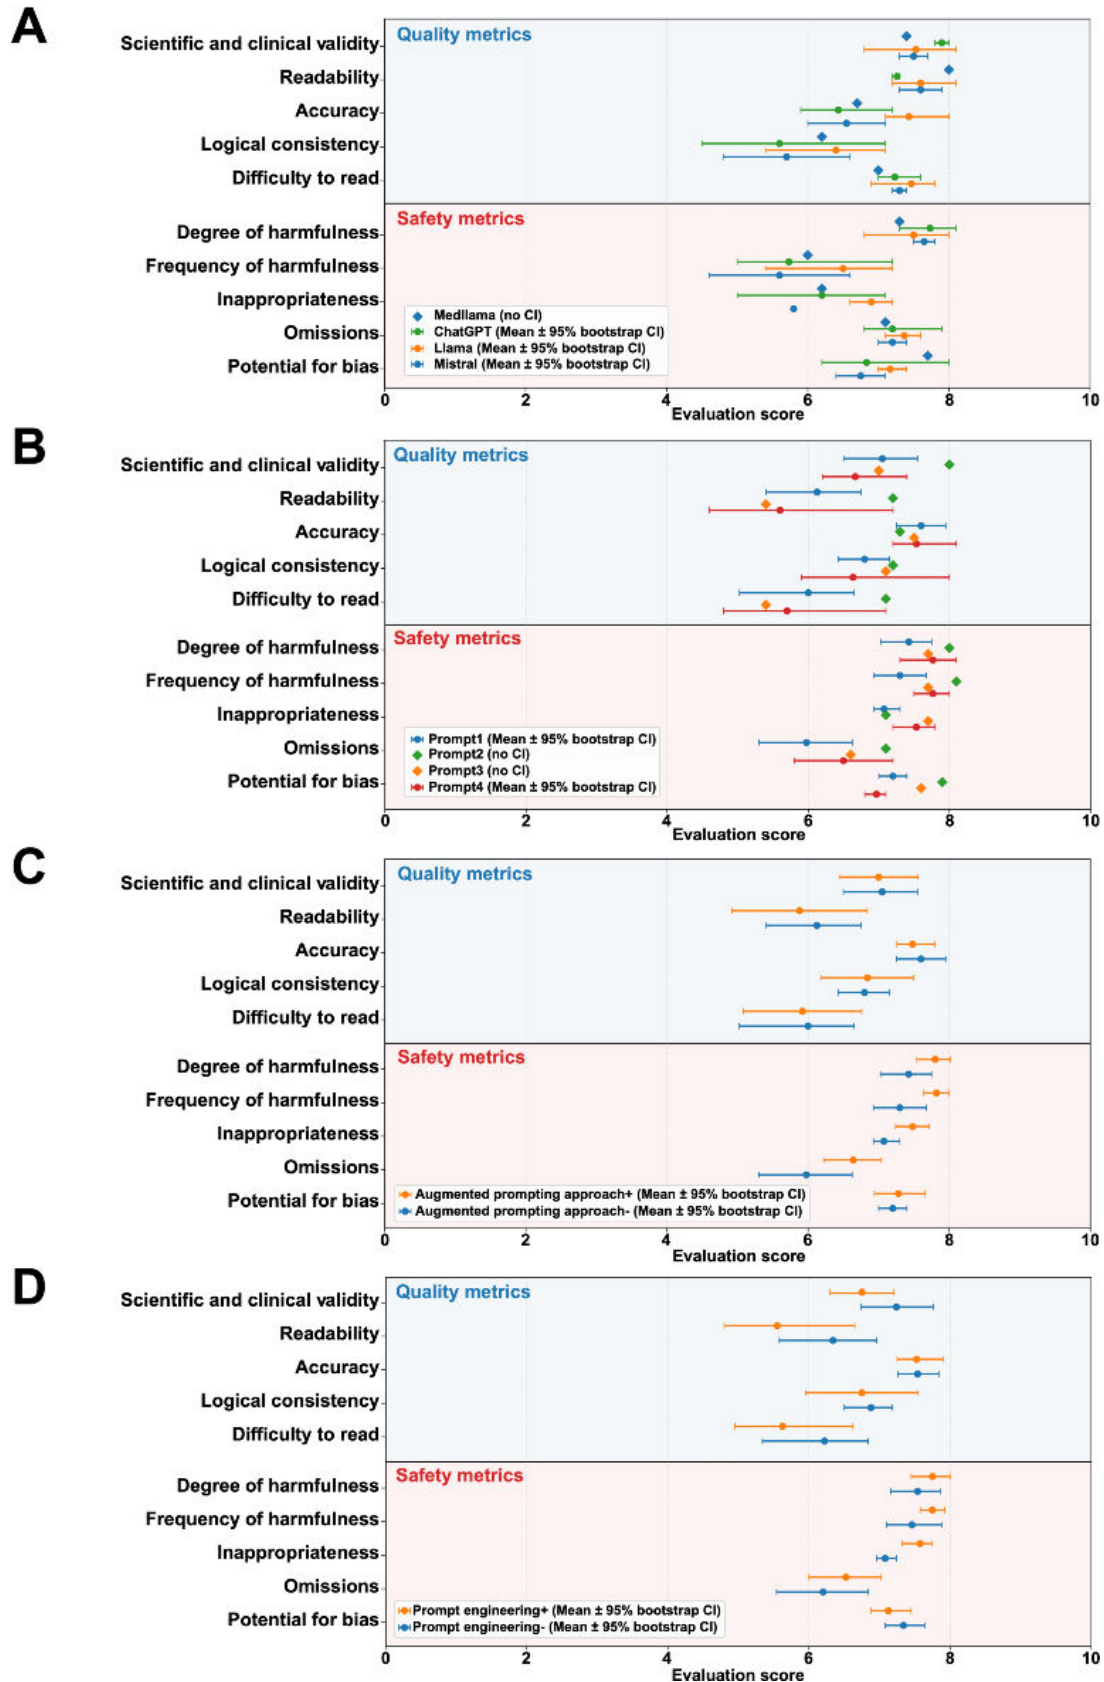 A
Quality metrics
Scientific and clinical validity
Readability
Accuracy
Logical consistency
Difficulty to read
Safety metrics
Degree of harmfulness
Frequency of harmfulness
Inappropriateness
Omissions
Potential for bias
Medllama (no CI)
ChatGPT (Mean ± 95% bootstrap CI)
Llama (Mean ± 95% bootstrap CI)
Mistral (Mean ± 95% bootstrap CI)
0 2 4 6 8 10
Evaluation score
B
Quality metrics
Scientific and clinical validity
Readability
Accuracy
Logical consistency
Difficulty to read
Safety metrics
Degree of harmfulness
Frequency of harmfulness
Inappropriateness
Omissions
Potential for bias
Prompt1 (Mean ± 95% bootstrap CI)
Prompt2 (no CI)
Prompt3 (no CI)
Prompt4 (Mean ± 95% bootstrap CI)
0 2 4 6 8 10
Evaluation score
C
Quality metrics
Scientific and clinical validity
Readability
Accuracy
Logical consistency
Difficulty to read
Safety metrics
Degree of harmfulness
Frequency of harmfulness
Inappropriateness
Omissions
Potential for bias
Augmented prompting approach+ (Mean ± 95% bootstrap CI)
Augmented prompting approach- (Mean ± 95% bootstrap CI)
0 2 4 6 8 10
Evaluation score
D
Quality metrics
Scientific and clinical validity
Readability
Accuracy
Logical consistency
Difficulty to read
Safety metrics
Degree of harmfulness
Frequency of harmfulness
Inappropriateness
Omissions
Potential for bias
Prompt engineering+ (Mean ± 95% bootstrap CI)
Prompt engineering- (Mean ± 95% bootstrap CI)
0 2 4 6 8 10
Evaluation score